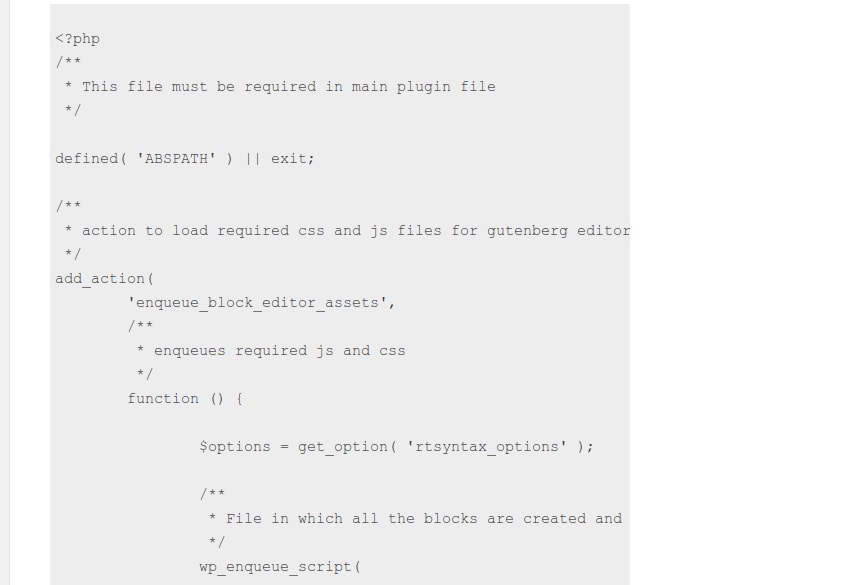 <?php
/**
 * This file must be required in main plugin file
 */

defined( 'ABSPATH' ) || exit;

/**
 * action to load required css and js files for gutenberg editor
 */
add_action(
        'enqueue_block_editor_assets',
        /**
         * enqueues required js and css
         */
        function () {

                $options = get_option( 'rtsyntax_options' );

                /**
                 * File in which all the blocks are created and
                 */
                wp_enqueue_script(